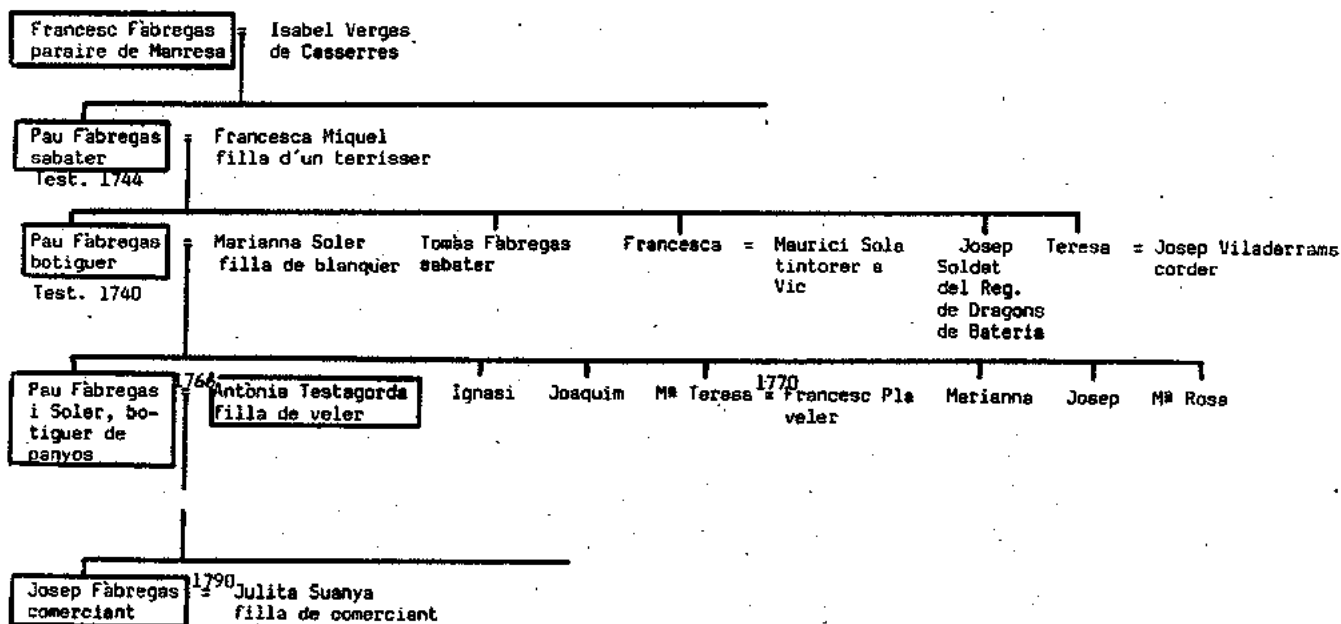 Francesc Fàbregas = Isabel Verges
paraire de Manresa de Casserres
Pau Fàbregas = Francesca Miquel
sabater filla d'un terrisser
Test. 1744
Pau Fàbregas = Marianna Soler Tomàs Fàbregas Francesca = Maurici Sola Josep Teresa = Josep Viladerrams
botiguer filla de blanquer sabater tintorer a Soldat corder
Test. 1740 Vic del Reg.
de Dragons
de Bateria
1766 1770
Pau Fàbregas = Antònia Testagorda Ignasi Joaquim Mª Teresa = Francesc Pla Marianna Josep Mª Rosa
i Soler, bo- filla de veler veler
tiguer de
panyos
1790
Josep Fàbregas = Julita Suanya
comerciant filla de comerciant